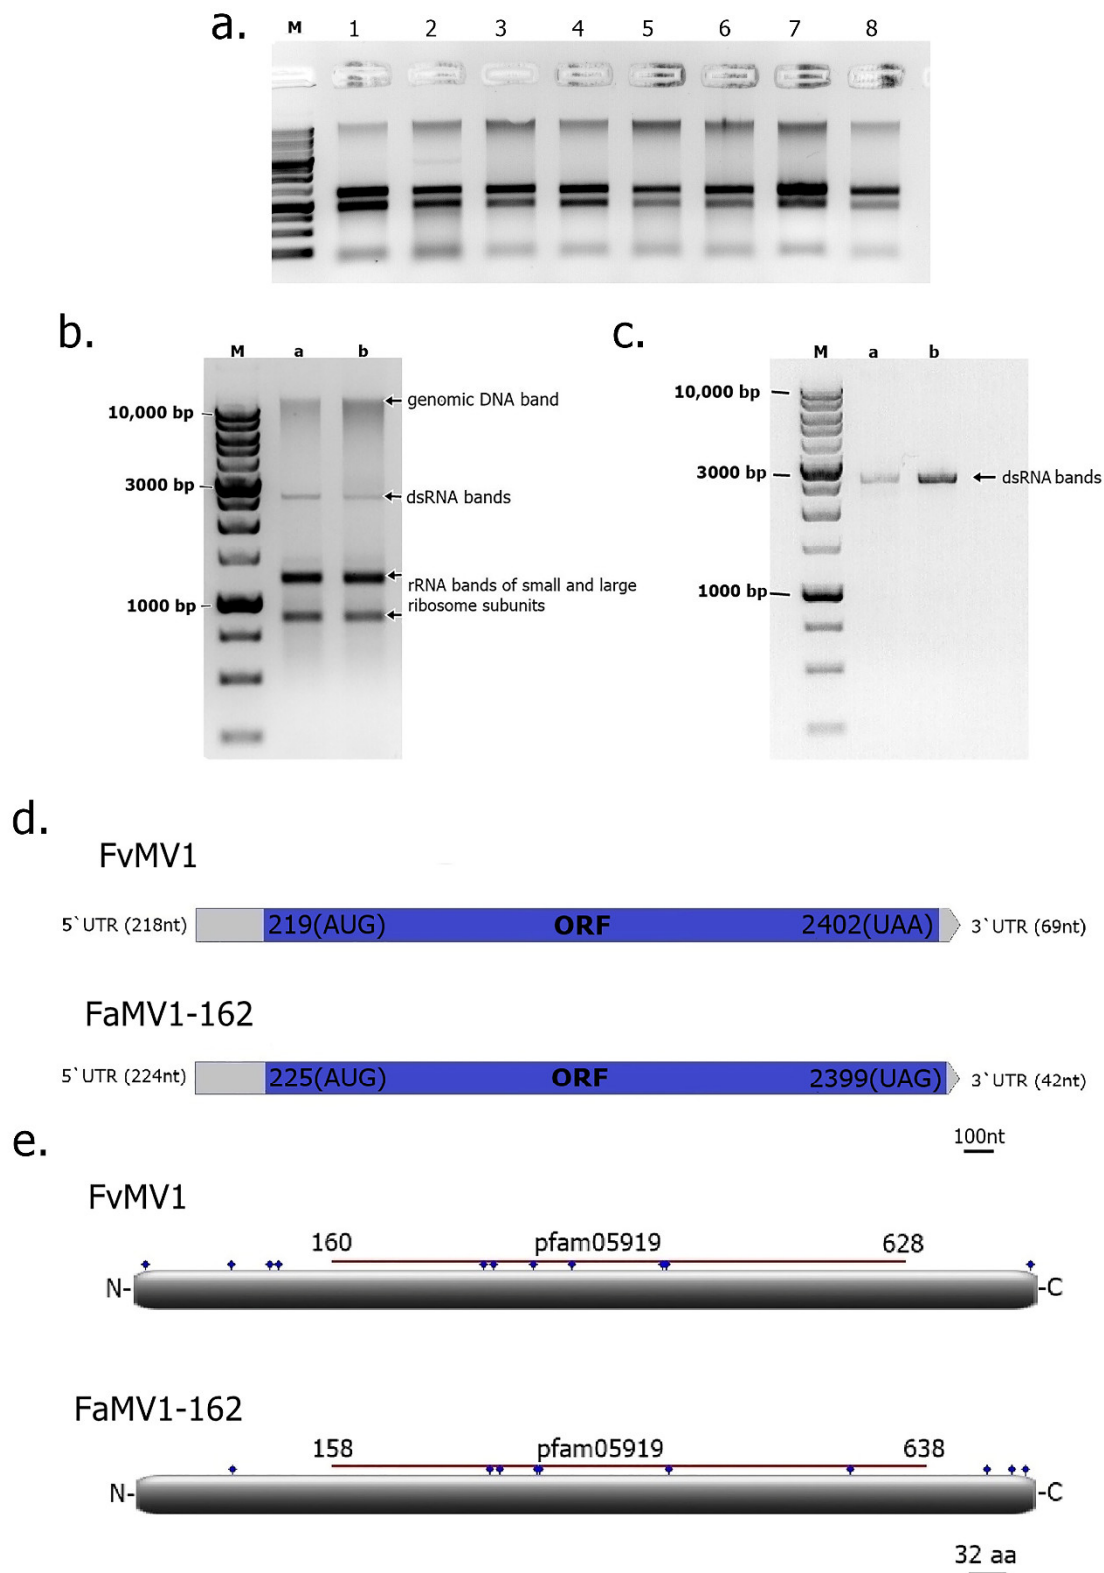 a.
M 1 2 3 4 5 6 7 8
b.
M a b
10,000 bp
genomic DNA band
3000 bp
dsRNA bands
rRNA bands of small and large
ribosome subunits
1000 bp
c.
M a b
10,000 bp
3000 bp
dsRNA bands
1000 bp
d.
FvMV1
5`UTR (218nt) 219(AUG) ORF 2402(UAA) 3`UTR (69nt)
FaMV1-162
5`UTR (224nt) 225(AUG) ORF 2399(UAG) 3`UTR (42nt)
100nt
e.
FvMV1
160 pfam05919 628
N- -C
FaMV1-162
158 pfam05919 638
N- -C
32 aa